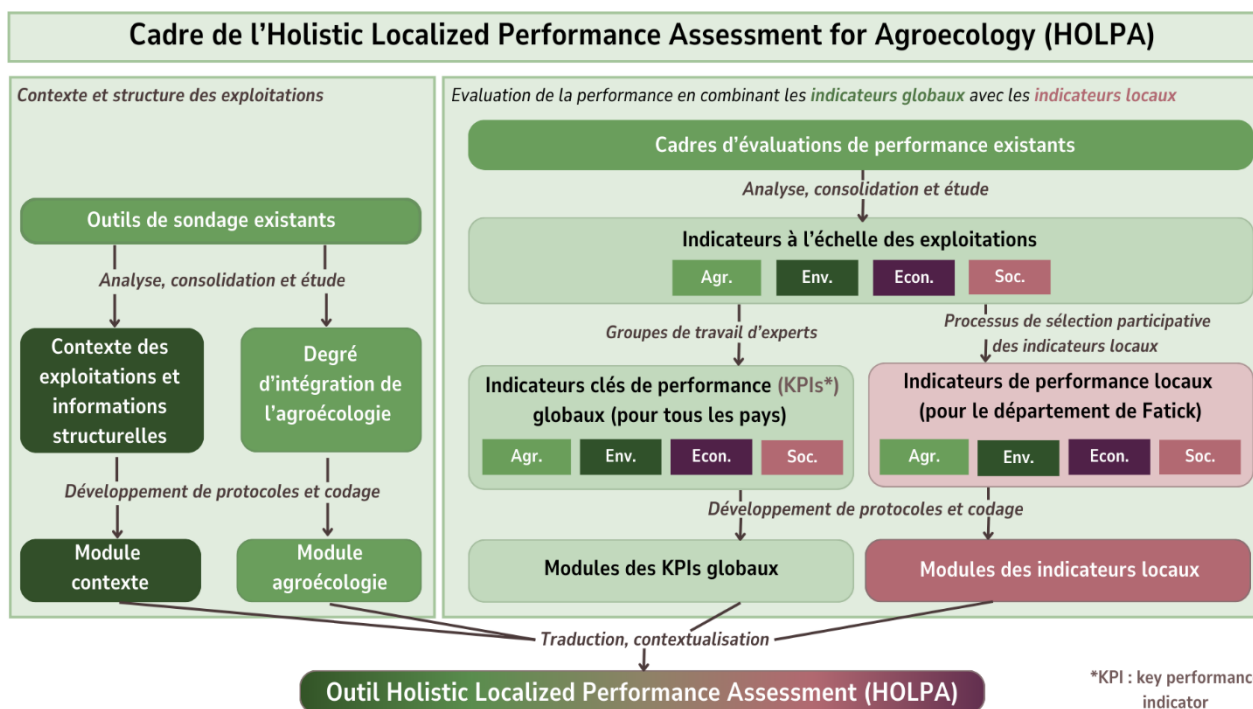 Cadre de l'Holistic Localized Performance Assessment for Agroecology (HOLPA)
Contexte et structure des exploitations
Outils de sondage existants
Analyse, consolidation et étude
Contexte des
exploitations et
informations
structurelles
Degré
d'intégration de
l'agroécologie
Développement de protocoles et codage
Module
contexte
Module
agroécologie
Evaluation de la performance en combinant les indicateurs globaux avec les indicateurs locaux
Cadres d'évaluations de performance existants
Analyse, consolidation et étude
Indicateurs à l'échelle des exploitations
Agr. Env. Econ. Soc.
Groupes de travail d'experts
Processus de sélection participative
des indicateurs locaux
Indicateurs clés de performance (KPIs*)
globaux (pour tous les pays)
Agr. Env. Econ. Soc.
Indicateurs de performance locaux
(pour le département de Fatick)
Agr. Env. Econ. Soc.
Développement de protocoles et codage
Modules des KPIs globaux
Modules des indicateurs locaux
Traduction, contextualisation
Outil Holistic Localized Performance Assessment (HOLPA)
*KPI : key performance
indicator